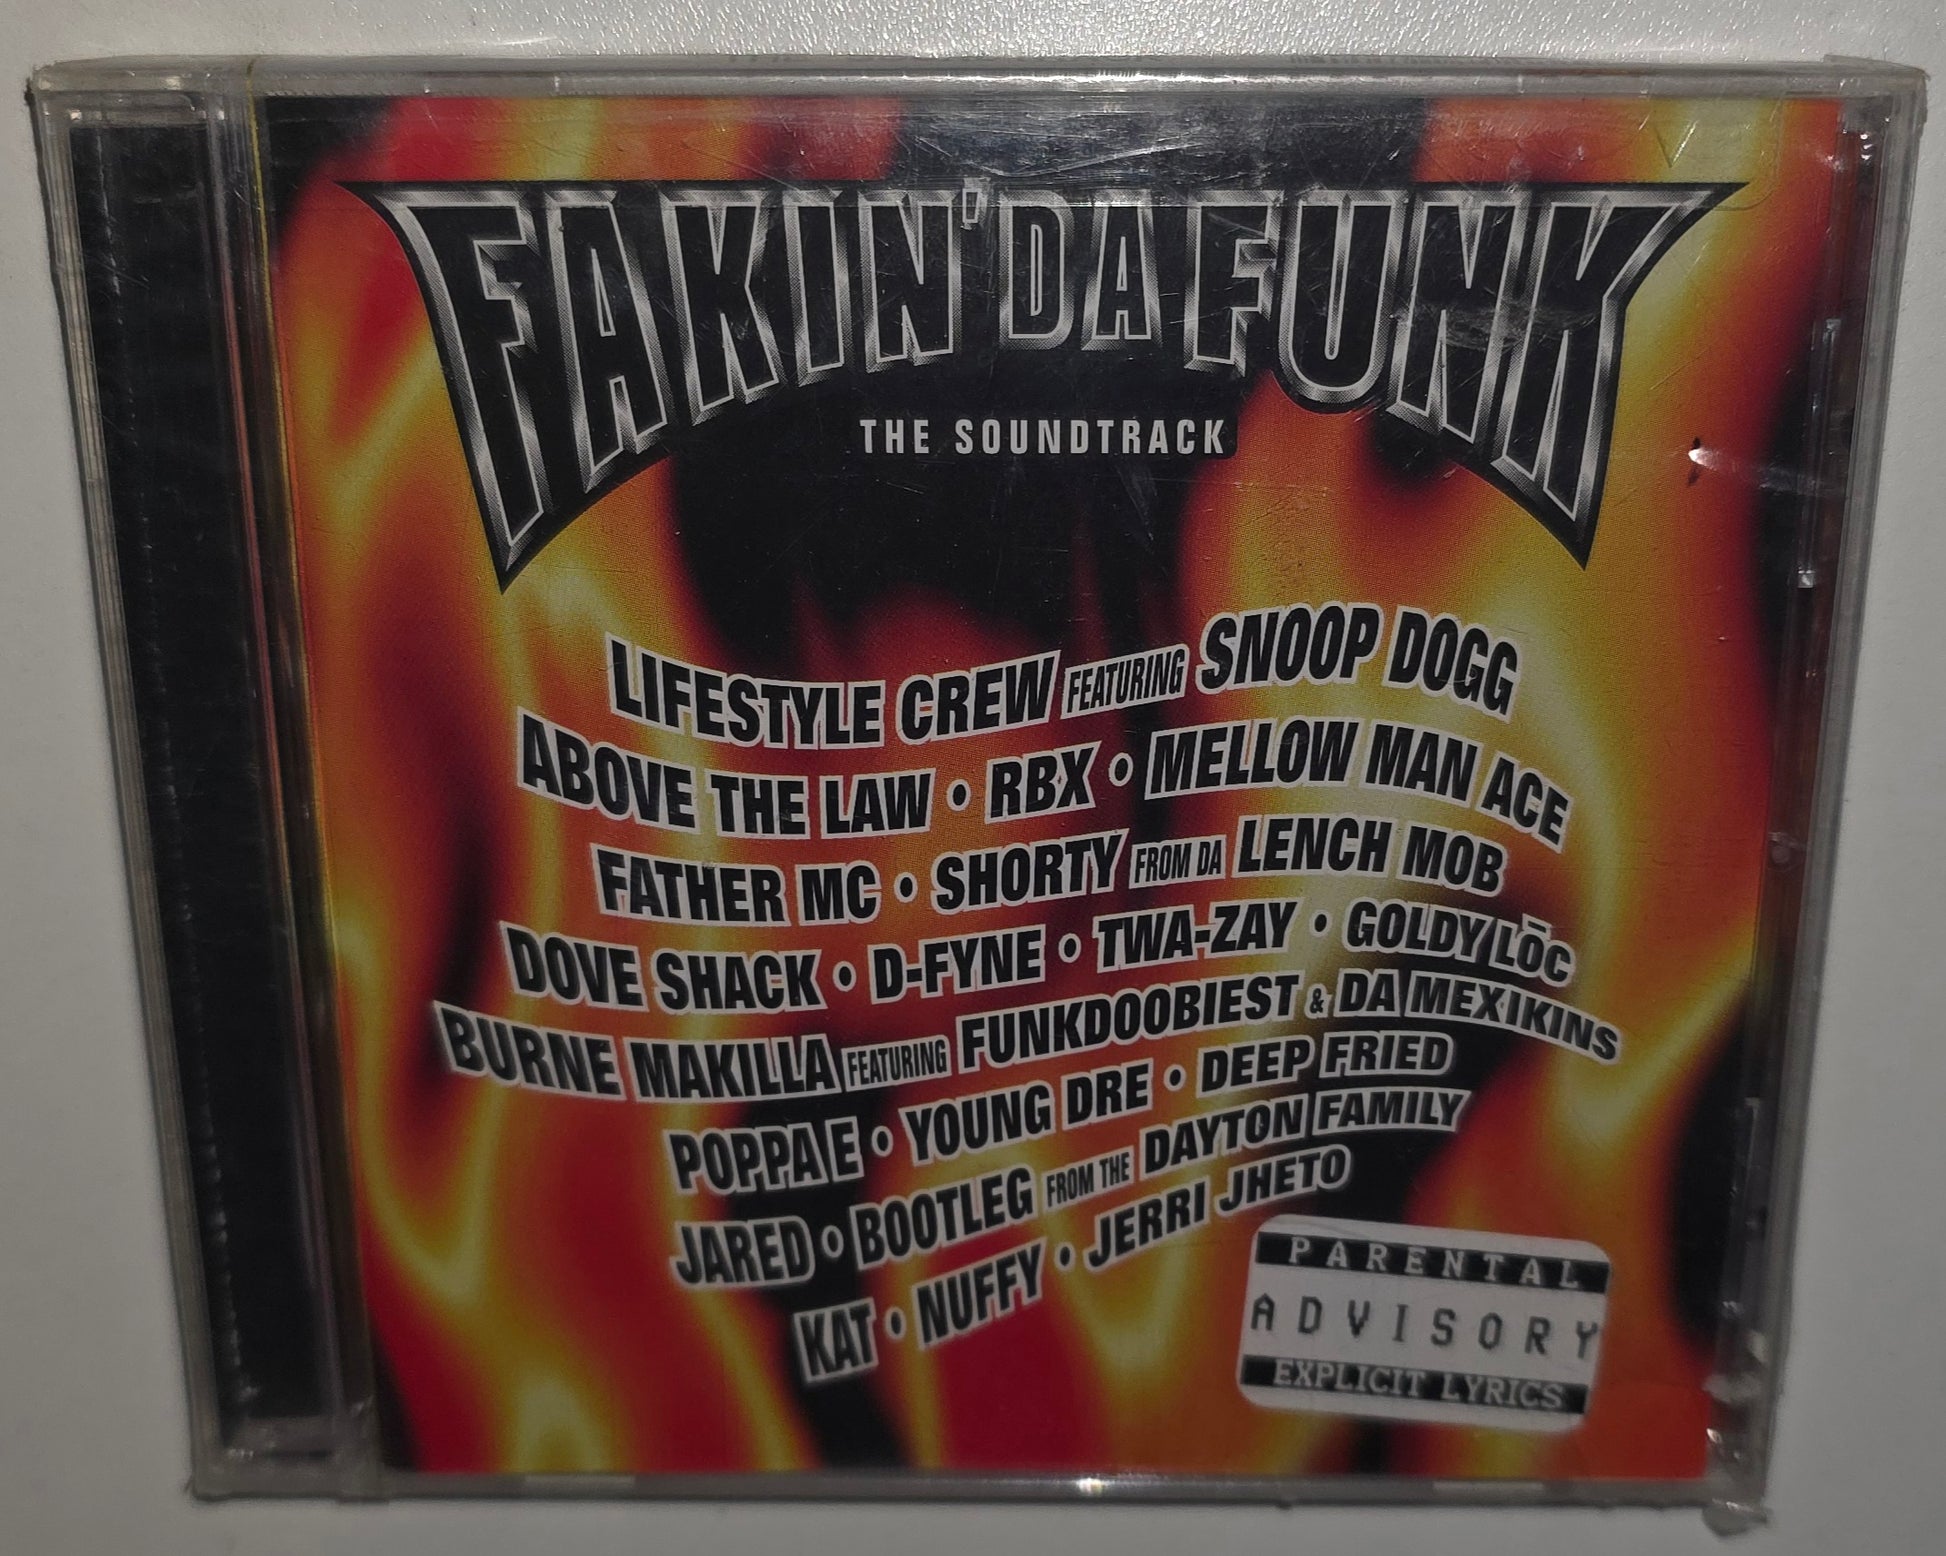 FAKIN' DA FUNK
THE SOUNDTRACK
LIFESTYLE CREW FEATURING SNOOP DOGG
ABOVE THE LAW • RBX • MELLOW MAN ACE
FATHER MC • SHORTY FROM DA LENCH MOB
DOVE SHACK • D-FYNE • TWA-ZAY • GOLDY LŌC
BURNE MAKILLA FEATURING FUNKDOOBIEST & DA MEXIKINS
POPPA E • YOUNG DRE • DEEP FRIED
JARED • BOOTLEG FROM THE DAYTON FAMILY
KAT • NUFFY • JERRI JHETO
PARENTAL
ADVISORY
EXPLICIT LYRICS